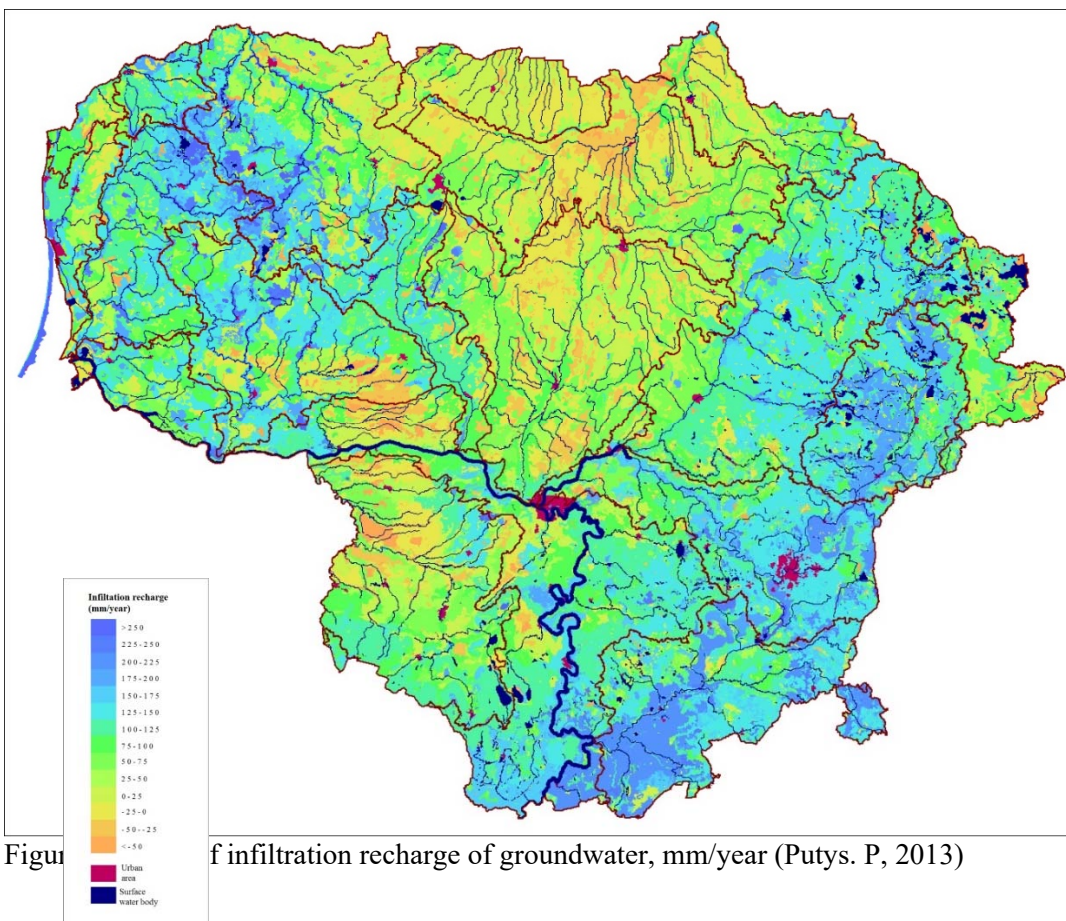 Infiltration recharge
(mm/year)
>250
225-250
200-225
175-200
150-175
125-150
100-125
75-100
50-75
25-50
0-25
-25-0
-50--25
<-50
Urban
area
Surface
water body
Figu f infiltration recharge of groundwater, mm/year (Putys. P, 2013)